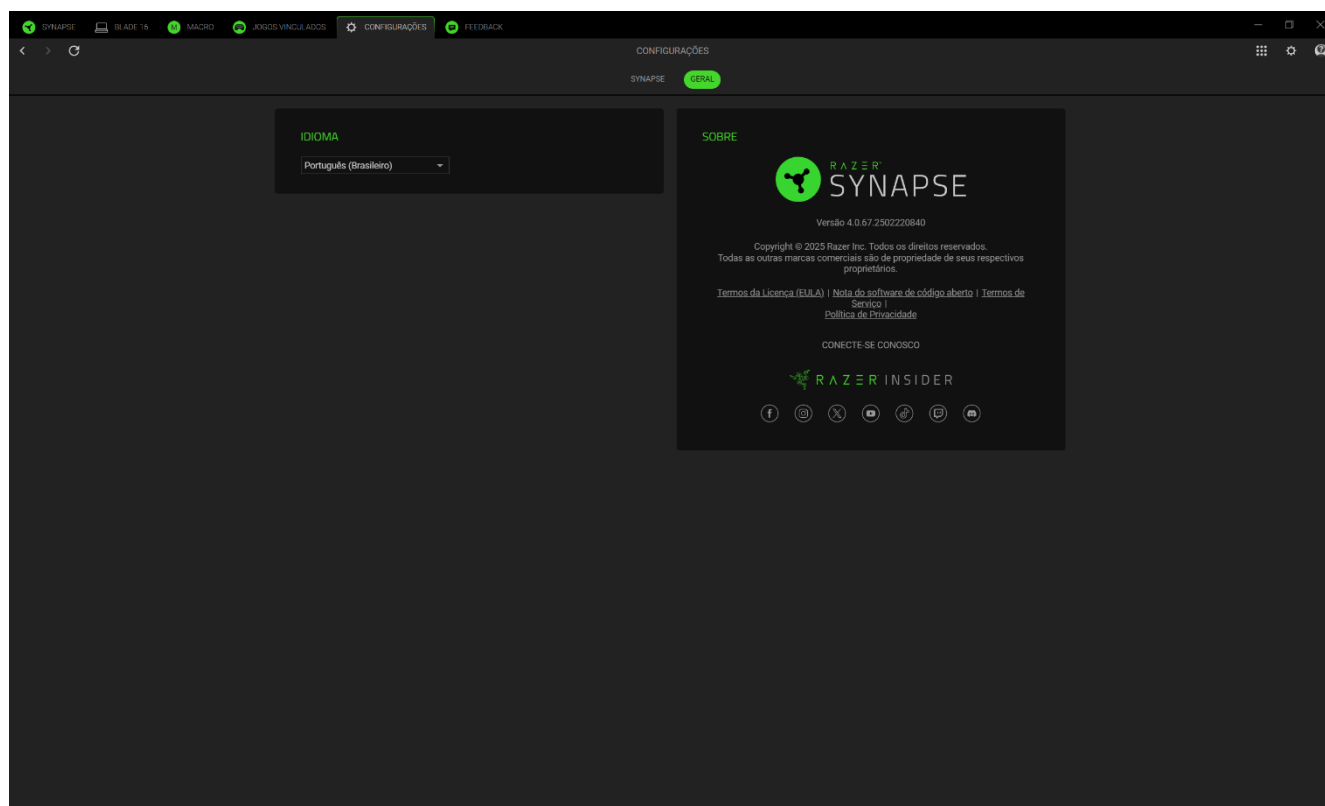 SYNAPSE BLADE 16 MACRO JOGOS VINCULADOS CONFIGURAÇÕES FEEDBACK
CONFIGURAÇÕES
SYNAPSE GERAL
IDIOMA
Português (Brasileiro)
SOBRE
RAZER
SYNAPSE
Versão 4.0.67.2502220840
Copyright © 2025 Razer Inc. Todos os direitos reservados.
Todas as outras marcas comerciais são de propriedade de seus respectivos
proprietários.
Termos da Licença (EULA) | Nota do software de código aberto | Termos de
Serviço |
Política de Privacidade
CONECTE-SE CONOSCO
RAZER INSIDER